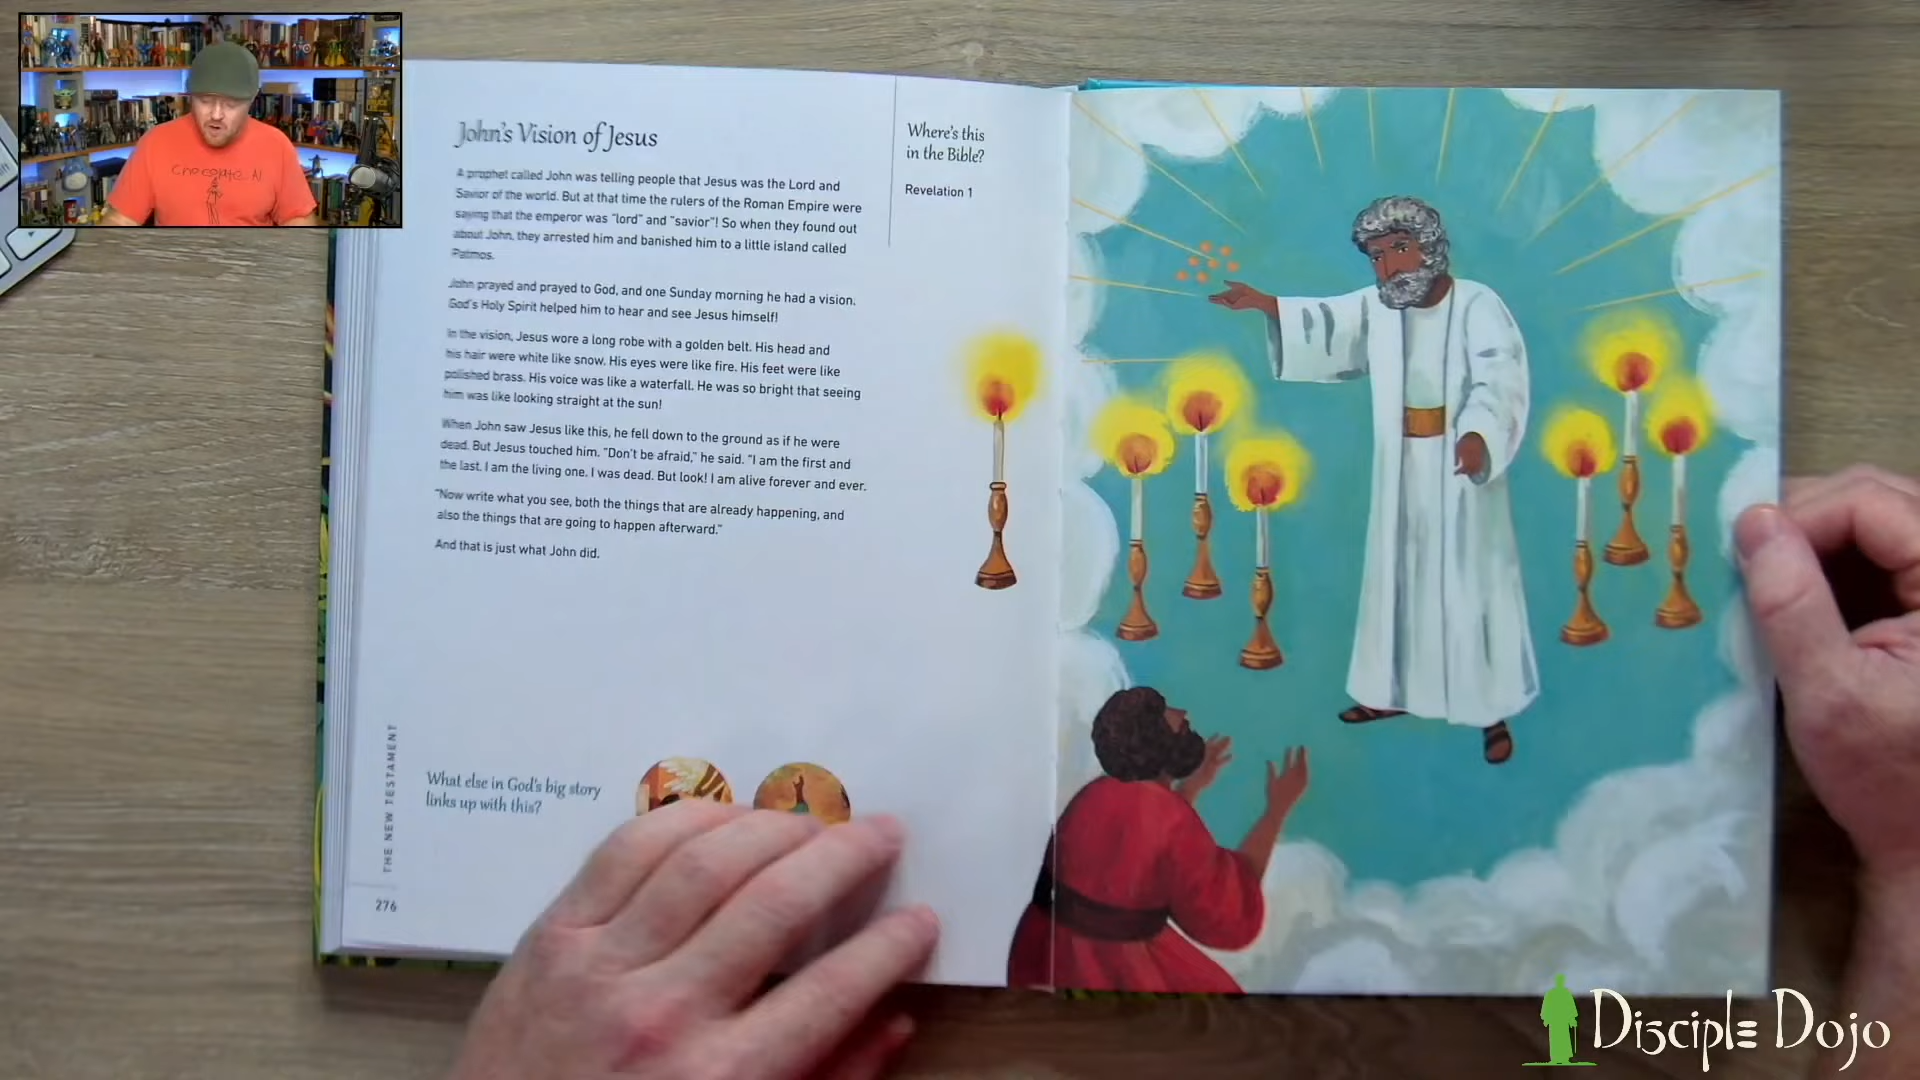 Chocolate AI
John's Vision of Jesus
A prophet called John was telling people that Jesus was the Lord and
Savior of the world. But at that time the rulers of the Roman Empire were
saying that the emperor was "lord" and "savior"! So when they found out
about John, they arrested him and banished him to a little island called
Patmos.
John prayed and prayed to God, and one Sunday morning he had a vision.
God's Holy Spirit helped him to hear and see Jesus himself!
In the vision, Jesus wore a long robe with a golden belt. His head and
his hair were white like snow. His eyes were like fire. His feet were like
polished brass. His voice was like a waterfall. He was so bright that seeing
him was like looking straight at the sun!
When John saw Jesus like this, he fell down to the ground as if he were
dead. But Jesus touched him. "Don't be afraid," he said. "I am the first and
the last. I am the living one. I was dead. But look! I am alive forever and ever.
"Now write what you see, both the things that are already happening, and
also the things that are going to happen afterward."
And that is just what John did.
Where's this
in the Bible?
Revelation 1
What else in God's big story
links up with this?
THE NEW TESTAMENT
276
Disciple Dojo